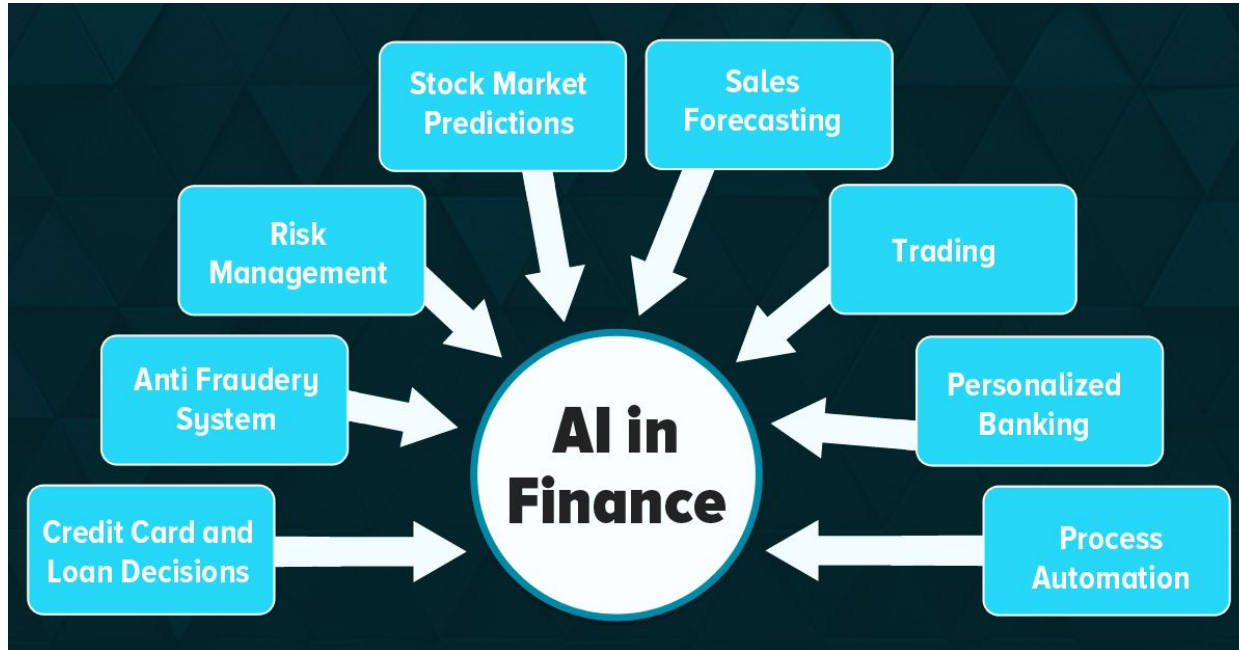 Stock Market
Predictions
Sales
Forecasting
Risk
Management
Trading
Anti Fraudery
System
Personalized
Banking
AI in
Finance
Credit Card and
Loan Decisions
Process
Automation